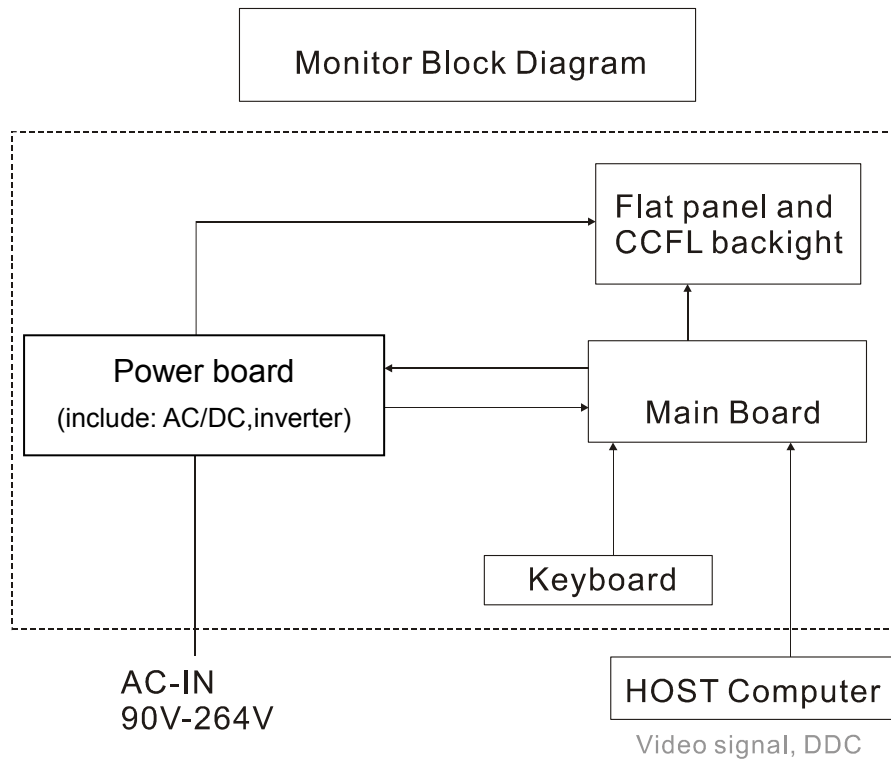 Monitor Block Diagram
Flat panel and
CCFL backight
Power board
(include: AC/DC,inverter)
Main Board
Keyboard
AC-IN
90V-264V
HOST Computer
Video signal, DDC